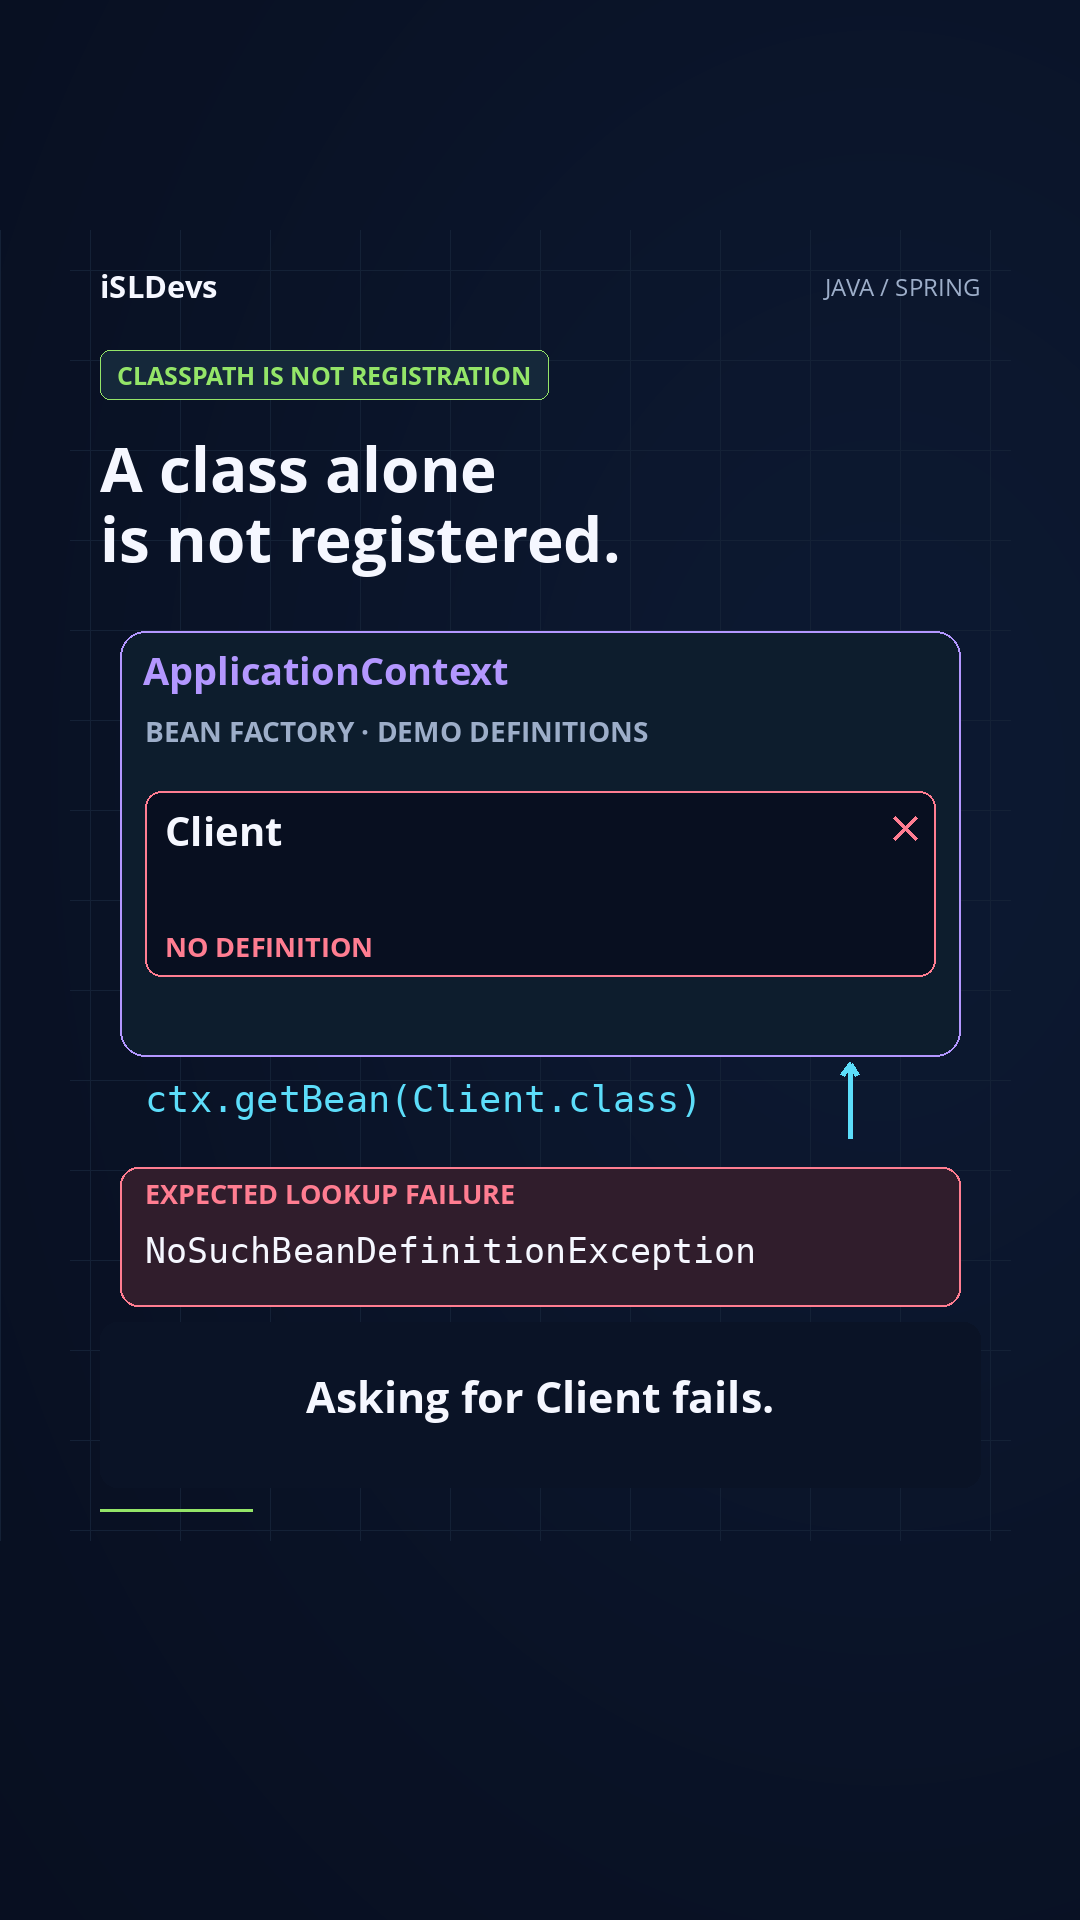 iSLDevs
JAVA / SPRING
CLASSPATH IS NOT REGISTRATION
A class alone
is not registered.
ApplicationContext
BEAN FACTORY · DEMO DEFINITIONS
Client
NO DEFINITION
ctx.getBean(Client.class)
EXPECTED LOOKUP FAILURE
NoSuchBeanDefinitionException
Asking for Client fails.